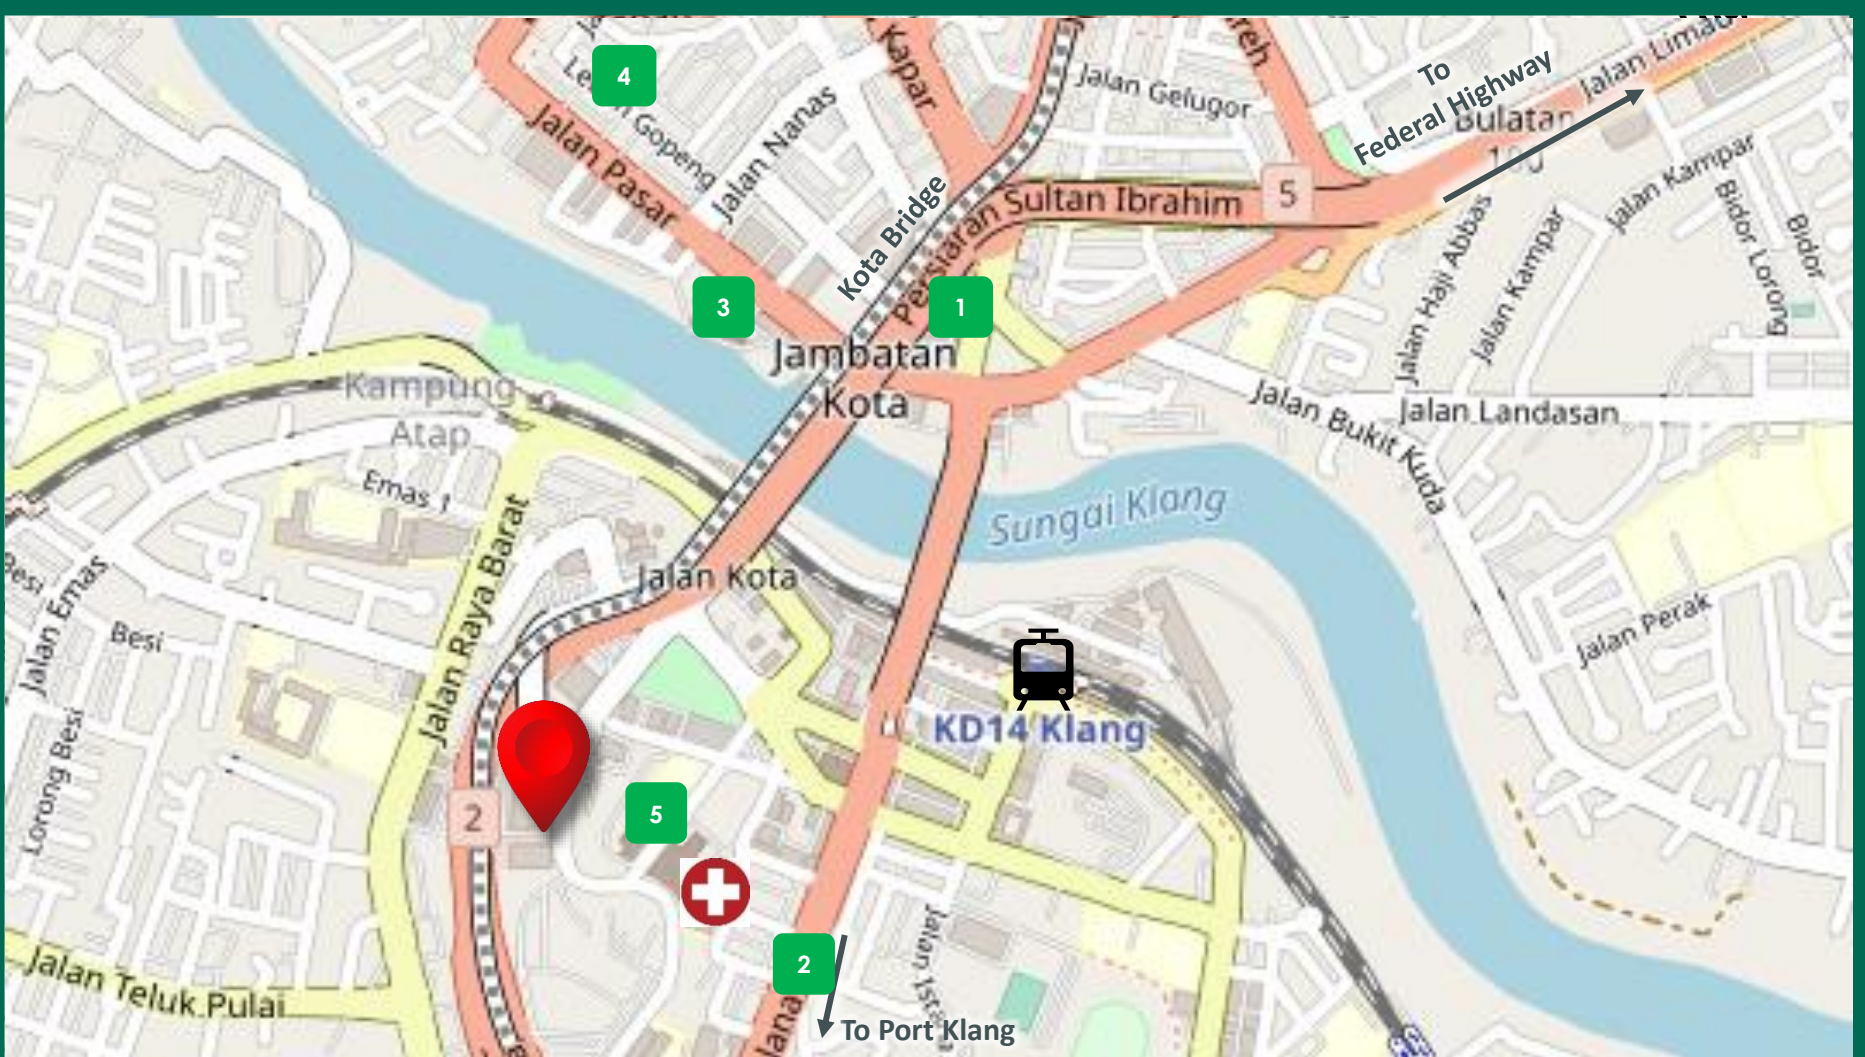 4
Kapar
reh
Jalan Gelugor
To
Federal Highway
Jalan Limau
Bulatan
Gopeng
Jalan Nanas
Jalan Pasar
Kota Bridge
Persiaran Sultan Ibrahim
5
Jalan Kampar
Jalan Haji Abbas
Jalan Kampar
Bidor Lorong
Bidor
3
1
Jambatan
Kota
Kampung
Atap
Emas 1
Jalan Bukit Kuda
Jalan Landasan
Sungai Klang
Jalan Raya Barat
Jalan Kota
Besi
Jalan Emas
Besi
Jalan Perak
KD14 Klang
Lorong Besi
2
5
2
Jalan Teluk Pulai
To Port Klang